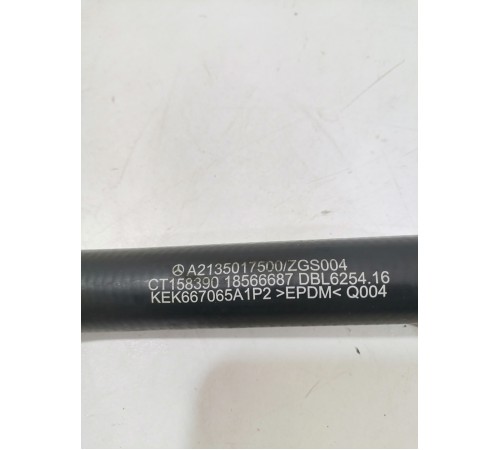 A2135017500/ZGS004
CT158390 18566687 DBL6254.16
KEK667065A1P2 >EPDM< Q004